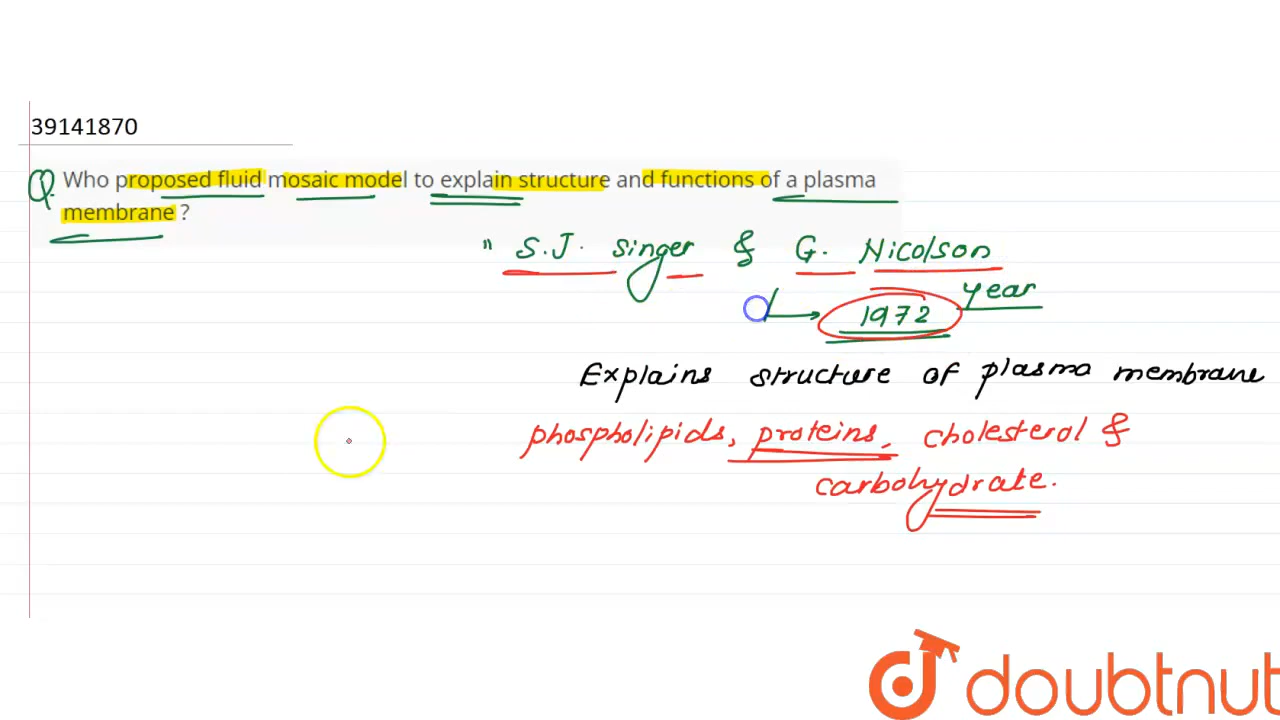 39141870
Q. Who proposed fluid mosaic model to explain structure and functions of a plasma
membrane ?
" S.J. Singer & G. Nicolson
1972 year
Explains structure of plasma membrane
phospholipids, proteins, cholesterol &
carbohydrate.
doubtnut